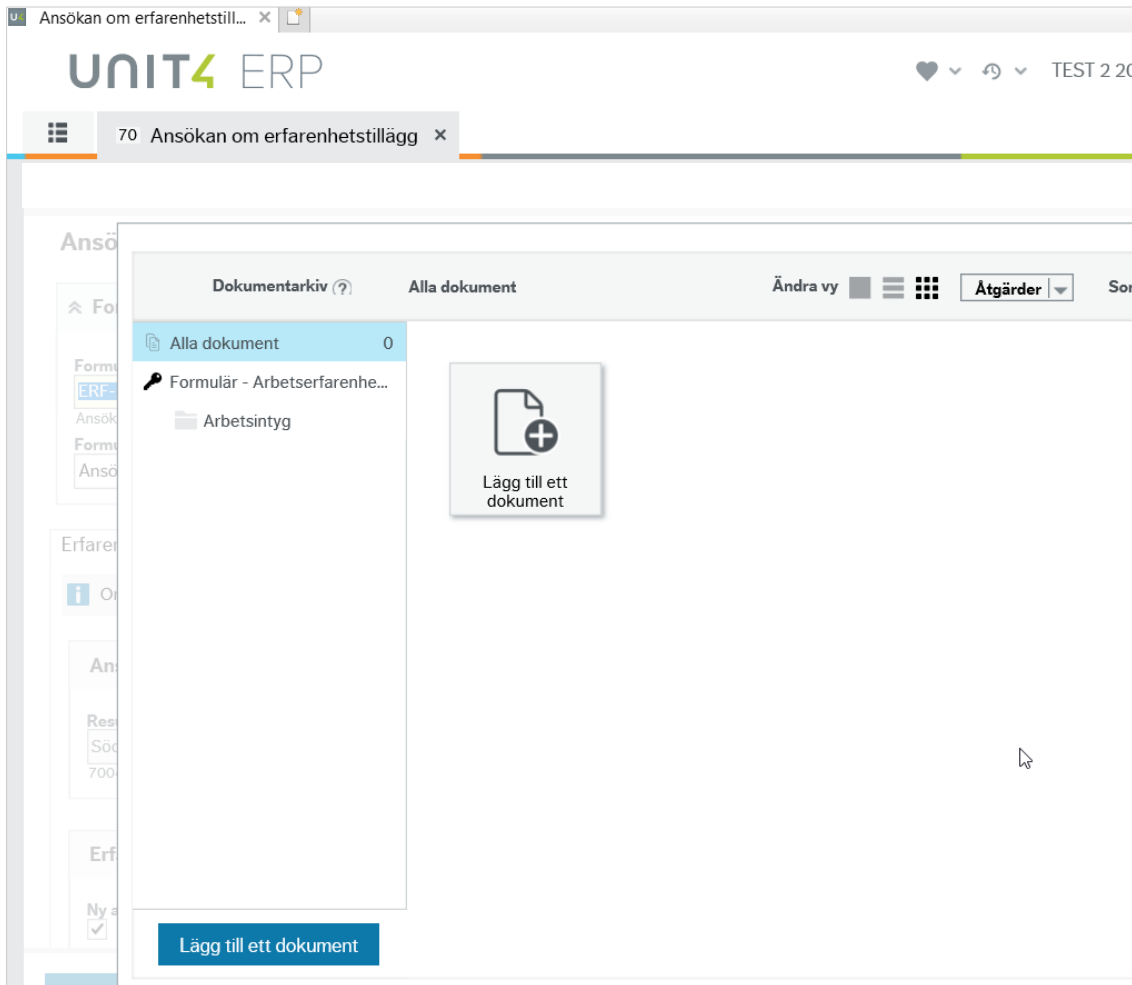 U4 Ansökan om erfarenhetstill...
UNIT4 ERP
TEST 2 20
70 Ansökan om erfarenhetstillägg
Ansö
Dokumentarkiv ? Alla dokument Ändra vy Åtgärder Sor
Fo
Alla dokument 0
Formu
Formulär - Arbetserfarenhe...
ERF-
Ansök
Arbetsintyg
Formu
Ansö
Lägg till ett
dokument
Erfaren
i Or
Ans
Resu
Söd
700
Erf
Ny a
Lägg till ett dokument